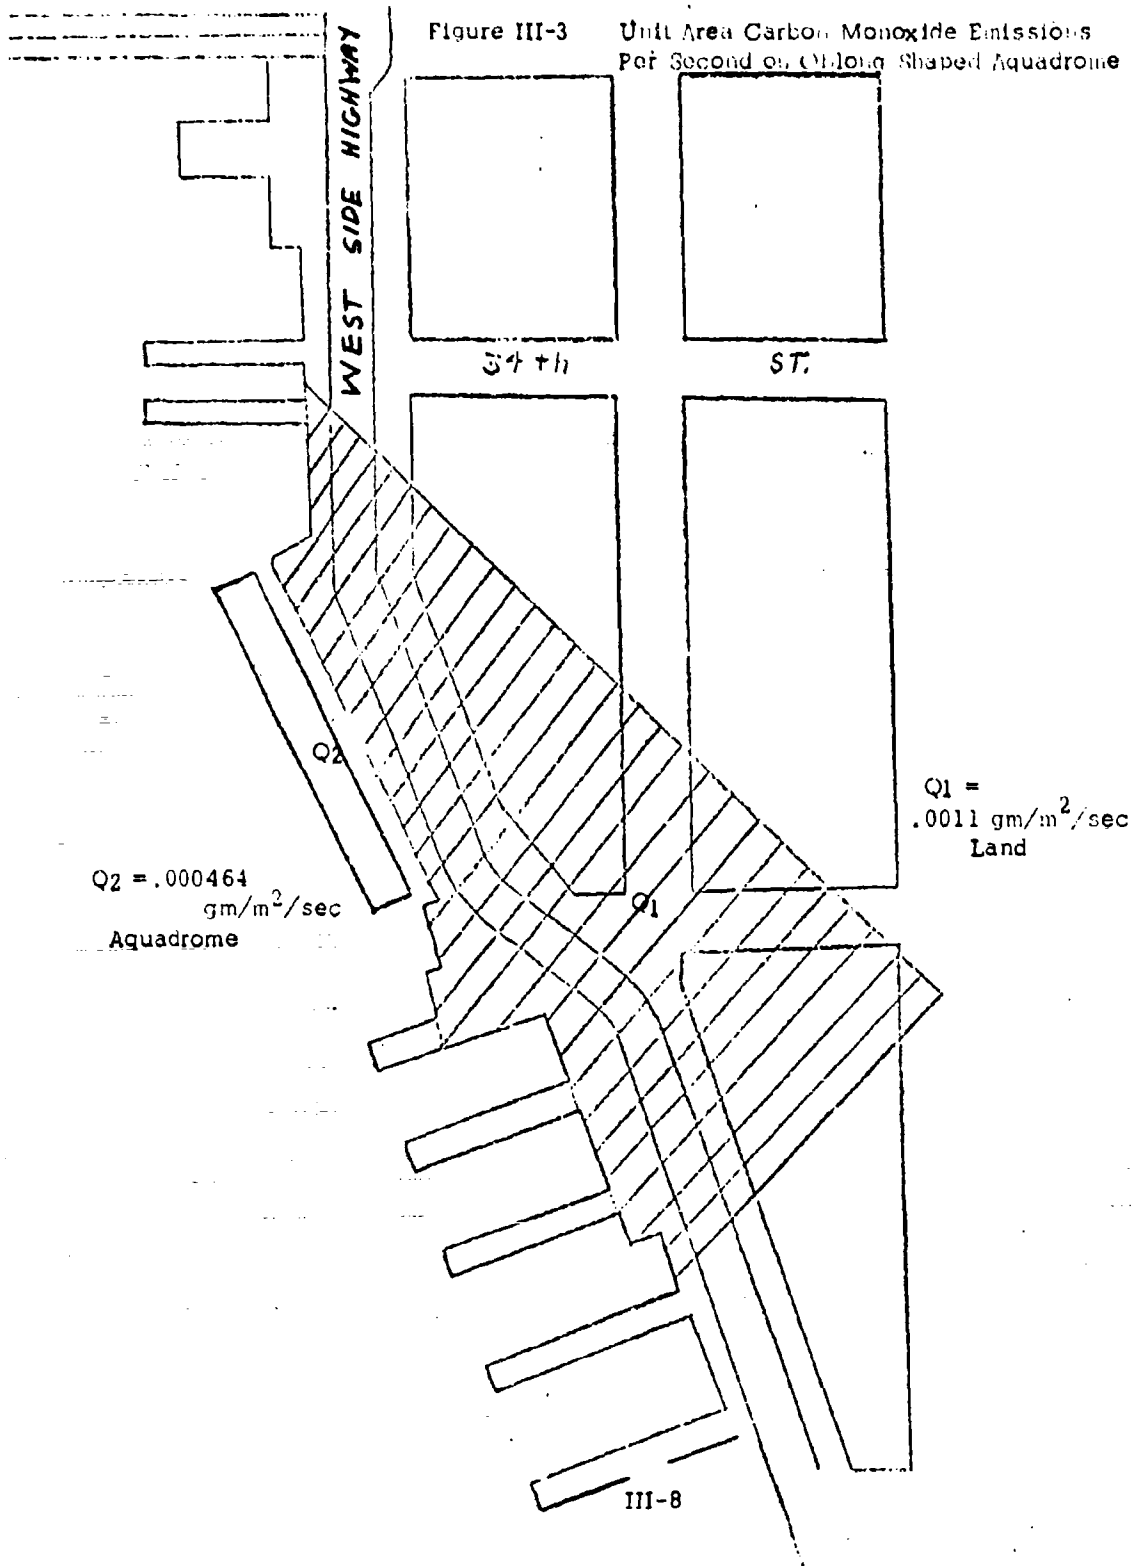 Figure III-3 Unit Area Carbon Monoxide Emissions
Per Second on Oblong Shaped Aquadrome
WEST SIDE HIGHWAY
34th ST.
Q2
Q1 =
.0011 gm/m²/sec
Land
Q2 = .000464
gm/m²/sec
Aquadrome
Q1
III-8